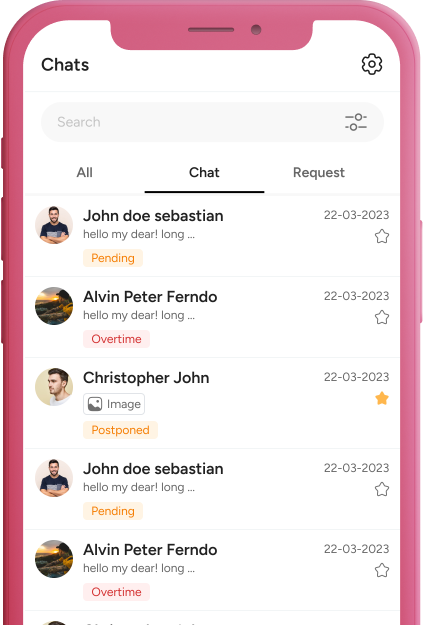 Chats
Search
All Chat Request
John doe sebastian 22-03-2023
hello my dear! long ...
Pending
Alvin Peter Ferndo 22-03-2023
hello my dear! long ...
Overtime
Christopher John 22-03-2023
Image
Postponed
John doe sebastian 22-03-2023
hello my dear! long ...
Pending
Alvin Peter Ferndo 22-03-2023
hello my dear! long ...
Overtime